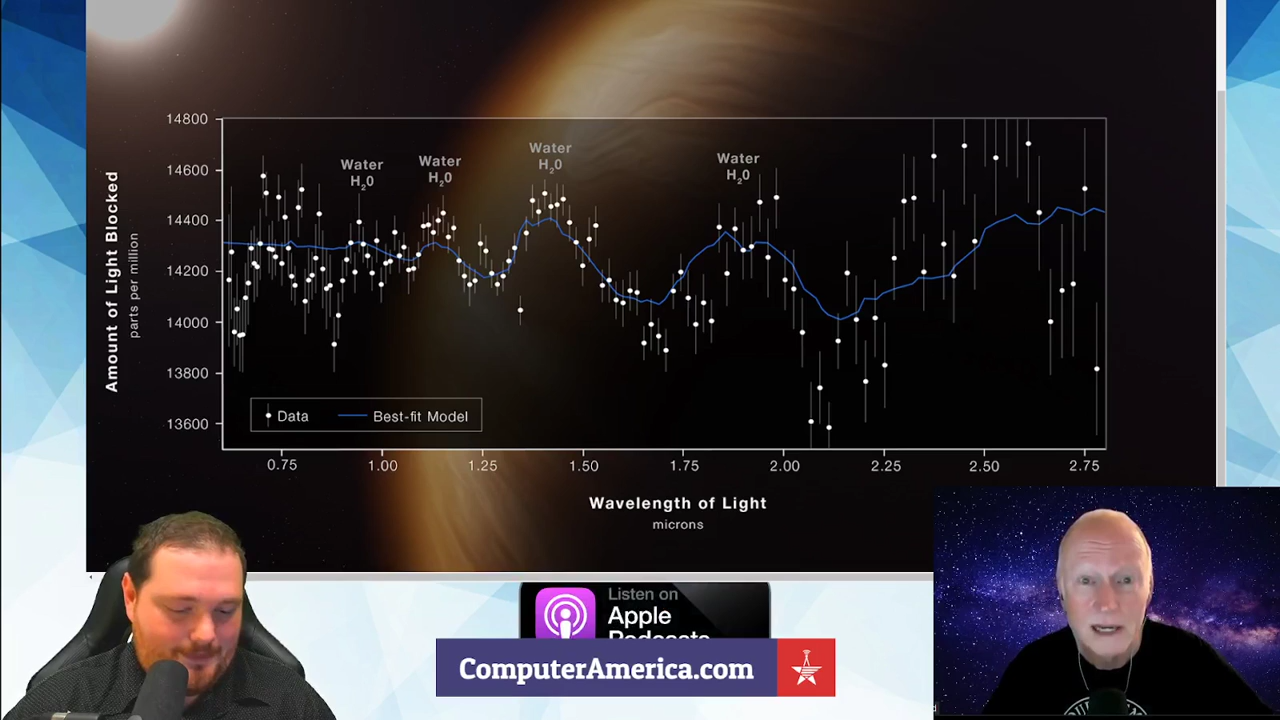 14800
14600
14400
14200
14000
13800
13600
Amount of Light Blocked
parts per million
Water
H2O
Water
H2O
Water
H2O
Water
H2O
Data
Best-fit Model
0.75
1.00
1.25
1.50
1.75
2.00
2.25
2.50
2.75
Wavelength of Light
microns
Listen on
Apple
Podcasts
ComputerAmerica.com